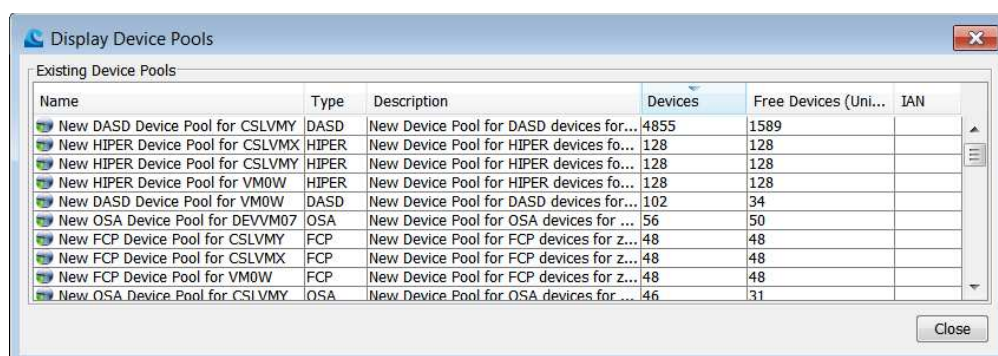 Display Device Pools
Existing Device Pools
Name Type Description Devices Free Devices (Uni... IAN
New DASD Device Pool for CSLVMY DASD New Device Pool for DASD devices for... 4855 1589
New HIPER Device Pool for CSLVMX HIPER New Device Pool for HIPER devices fo... 128 128
New HIPER Device Pool for CSLVMY HIPER New Device Pool for HIPER devices fo... 128 128
New HIPER Device Pool for VM0W HIPER New Device Pool for HIPER devices fo... 128 128
New DASD Device Pool for VM0W DASD New Device Pool for DASD devices for... 102 34
New OSA Device Pool for DEVVM07 OSA New Device Pool for OSA devices for ... 56 50
New FCP Device Pool for CSLVMY FCP New Device Pool for FCP devices for z... 48 48
New FCP Device Pool for CSLVMX FCP New Device Pool for FCP devices for z... 48 48
New FCP Device Pool for VM0W FCP New Device Pool for FCP devices for z... 48 48
New OSA Device Pool for CSLVMY OSA New Device Pool for OSA devices for ... 46 31
Close